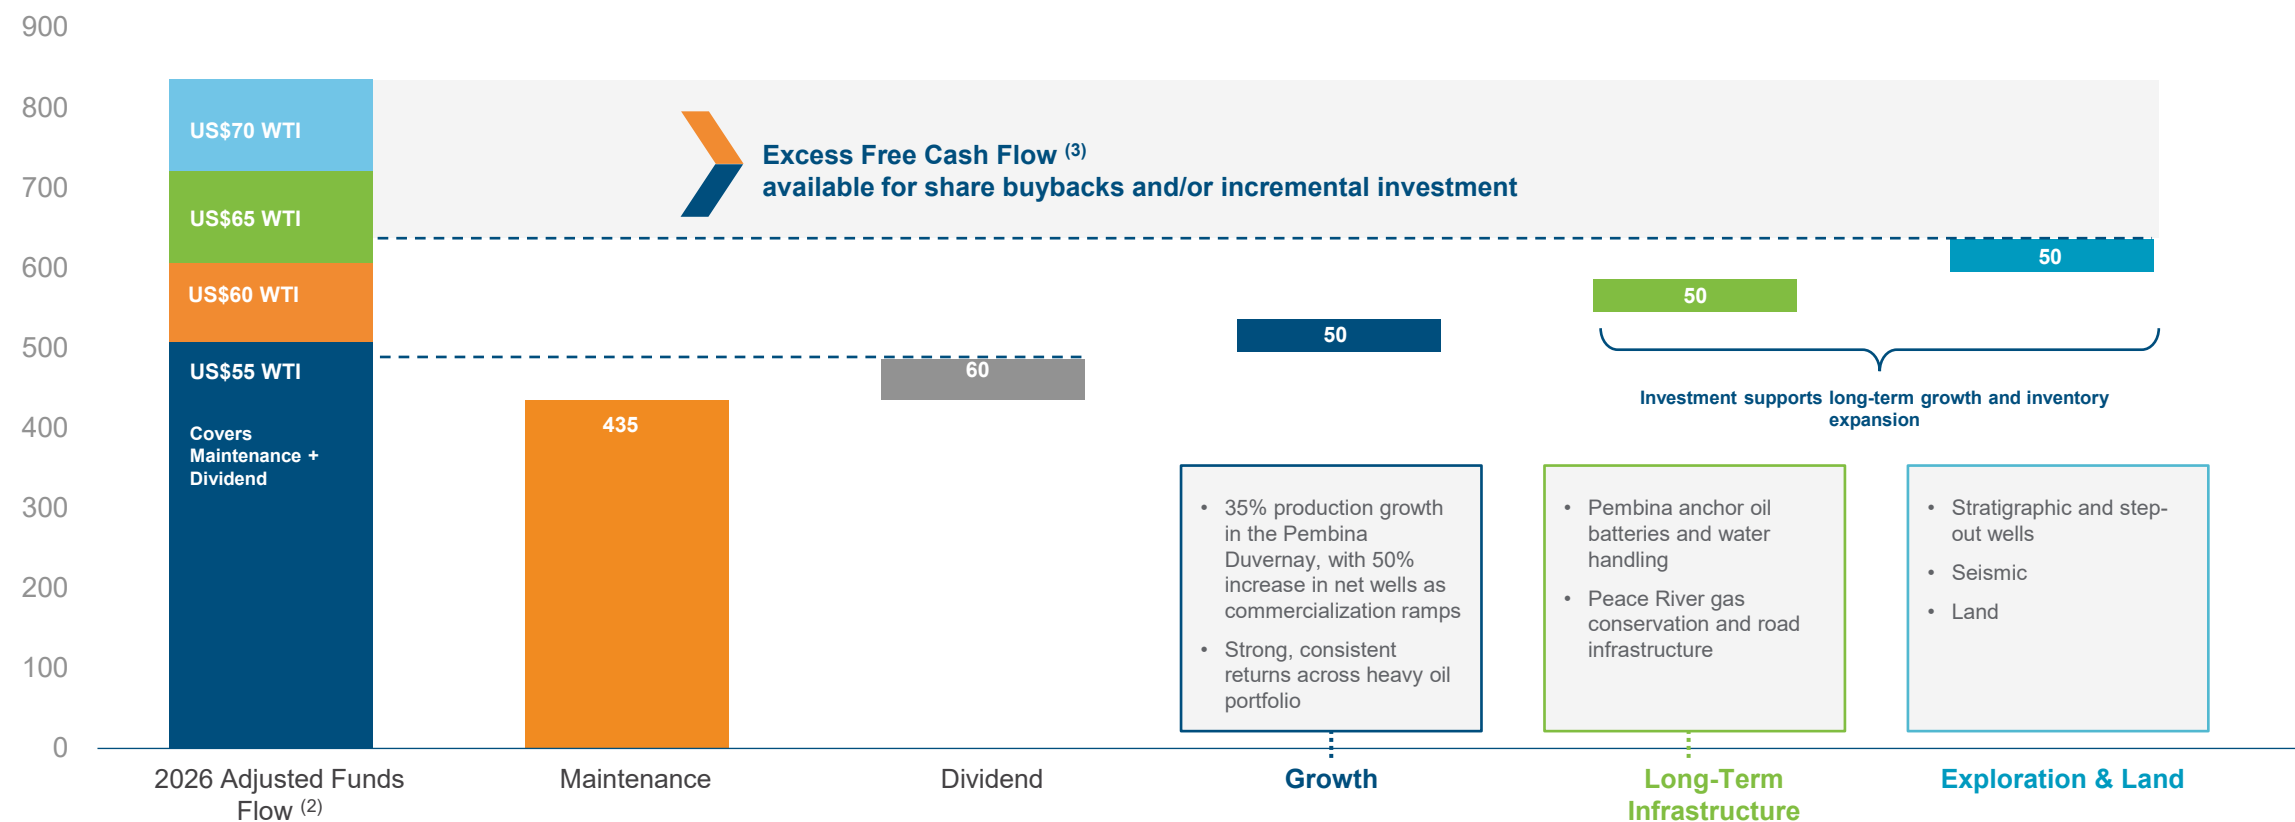 900
800
700
600
500
400
300
200
100
0
US$70 WTI
US$65 WTI
US$60 WTI
US$55 WTI
Covers
Maintenance +
Dividend
Excess Free Cash Flow (3)
available for share buybacks and/or incremental investment
435
60
50
50
50
Investment supports long-term growth and inventory
expansion
• 35% production growth
in the Pembina
Duvernay, with 50%
increase in net wells as
commercialization ramps
• Strong, consistent
returns across heavy oil
portfolio
• Pembina anchor oil
batteries and water
handling
• Peace River gas
conservation and road
infrastructure
• Stratigraphic and step-
out wells
• Seismic
• Land
2026 Adjusted Funds
Flow (2)
Maintenance
Dividend
Growth
Long-Term
Infrastructure
Exploration & Land